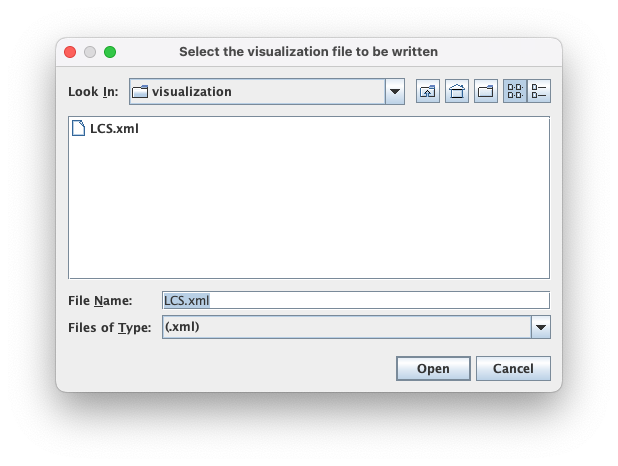 Select the visualization file to be written
Look In: visualization
LCS.xml
File Name: LCS.xml
Files of Type: (.xml)
Open Cancel